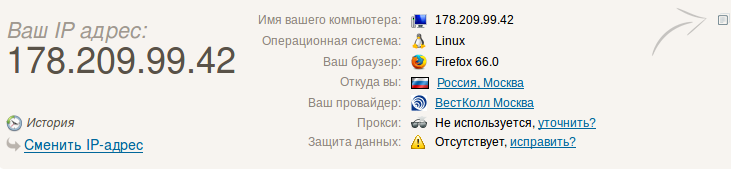 Ваш IP адрес:
178.209.99.42
История
Сменить IP-адрес
Имя вашего компьютера: 178.209.99.42
Операционная система: Linux
Ваш браузер: Firefox 66.0
Откуда вы: Россия, Москва
Ваш провайдер: ВестКолл Москва
Прокси: Не используется, уточнить?
Защита данных: Отсутствует, исправить?